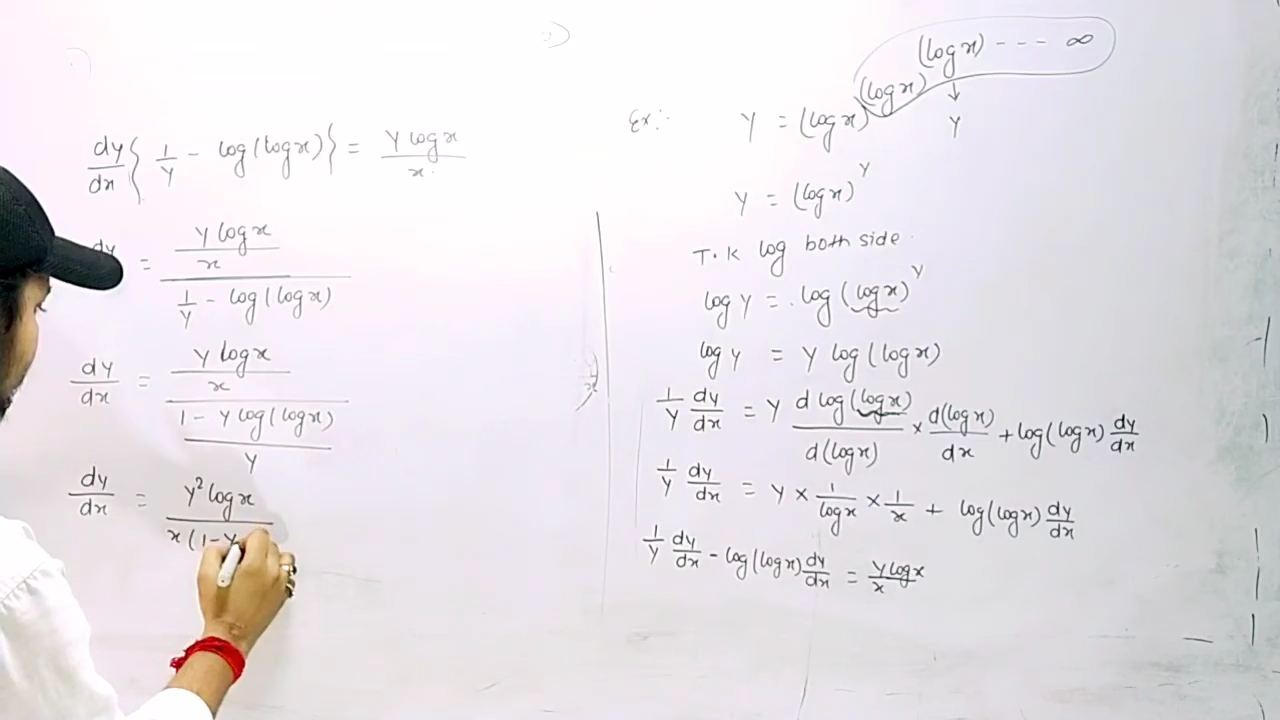 Ex:- y = (log x)^(log x)^(log x) --- ∞
↓
y
y = (log x)^y
T.K log both side.
log y = log (log x)^y
log y = y log(log x)
1/y dy/dx = y d log(log x)/d(log x) × d(log x)/dx + log(log x) dy/dx
1/y dy/dx = y × 1/log x × 1/x + log(log x) dy/dx
1/y dy/dx - log(log x) dy/dx = y log x/x
dy/dx { 1/y - log(log x) } = y log x/x
dy = (y log x/x)/(1/y - log(log x))
dy/dx = (y log x/x)/((1 - y log(log x))/y)
dy/dx = y² log x/x(1-y